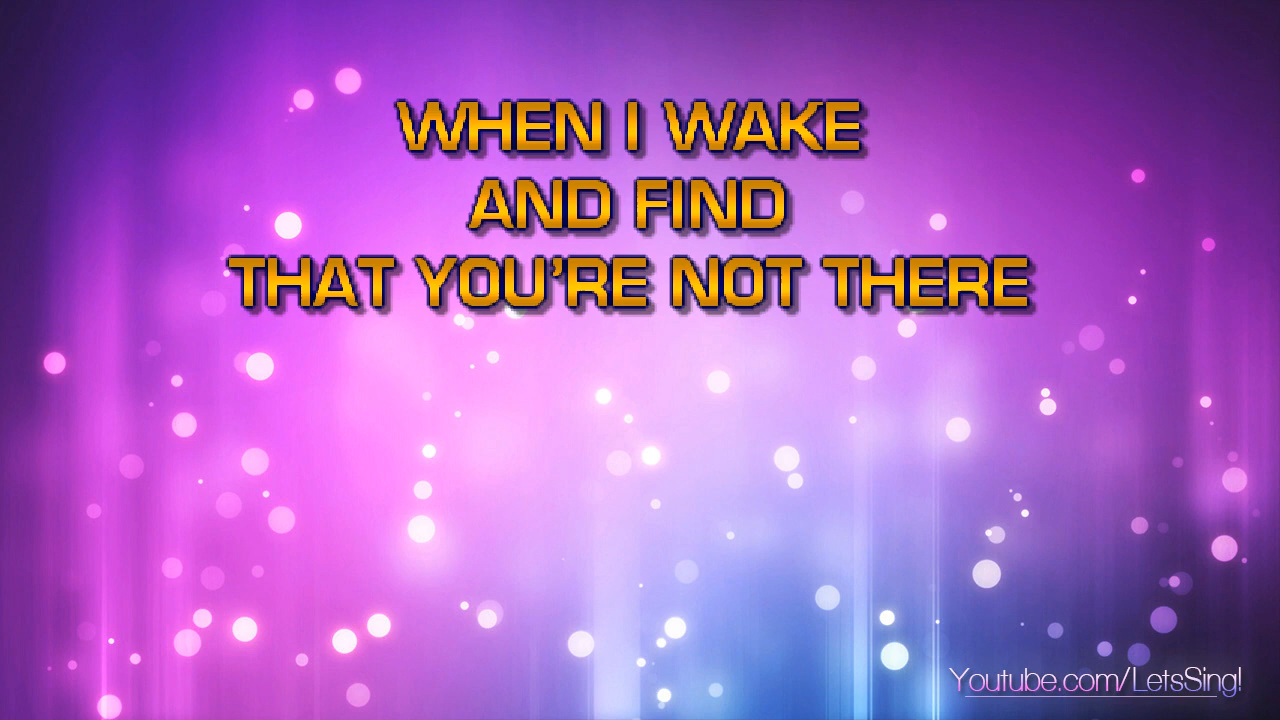 WHEN I WAKE
AND FIND
THAT YOU'RE NOT THERE
Youtube.com/LetsSing!